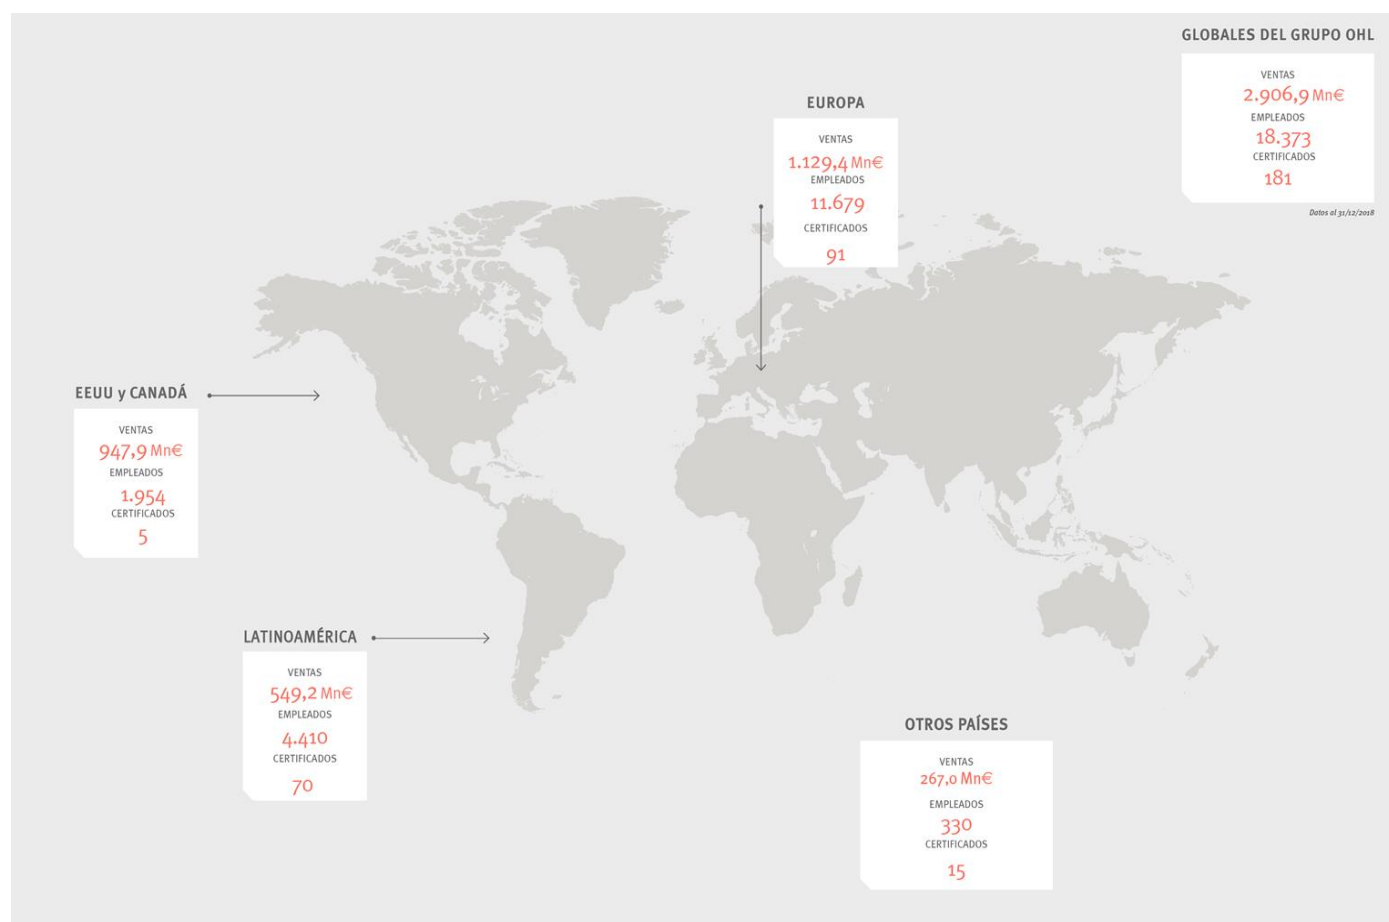 GLOBALES DEL GRUPO OHL
VENTAS
2.906,9 Mn€
EMPLEADOS
18.373
CERTIFICADOS
181
Datos al 31/12/2018
EUROPA
VENTAS
1.129,4 Mn€
EMPLEADOS
11.679
CERTIFICADOS
91
EEUU y CANADÁ
VENTAS
947,9 Mn€
EMPLEADOS
1.954
CERTIFICADOS
5
LATINOAMÉRICA
VENTAS
549,2 Mn€
EMPLEADOS
4.410
CERTIFICADOS
70
OTROS PAÍSES
VENTAS
267,0 Mn€
EMPLEADOS
330
CERTIFICADOS
15